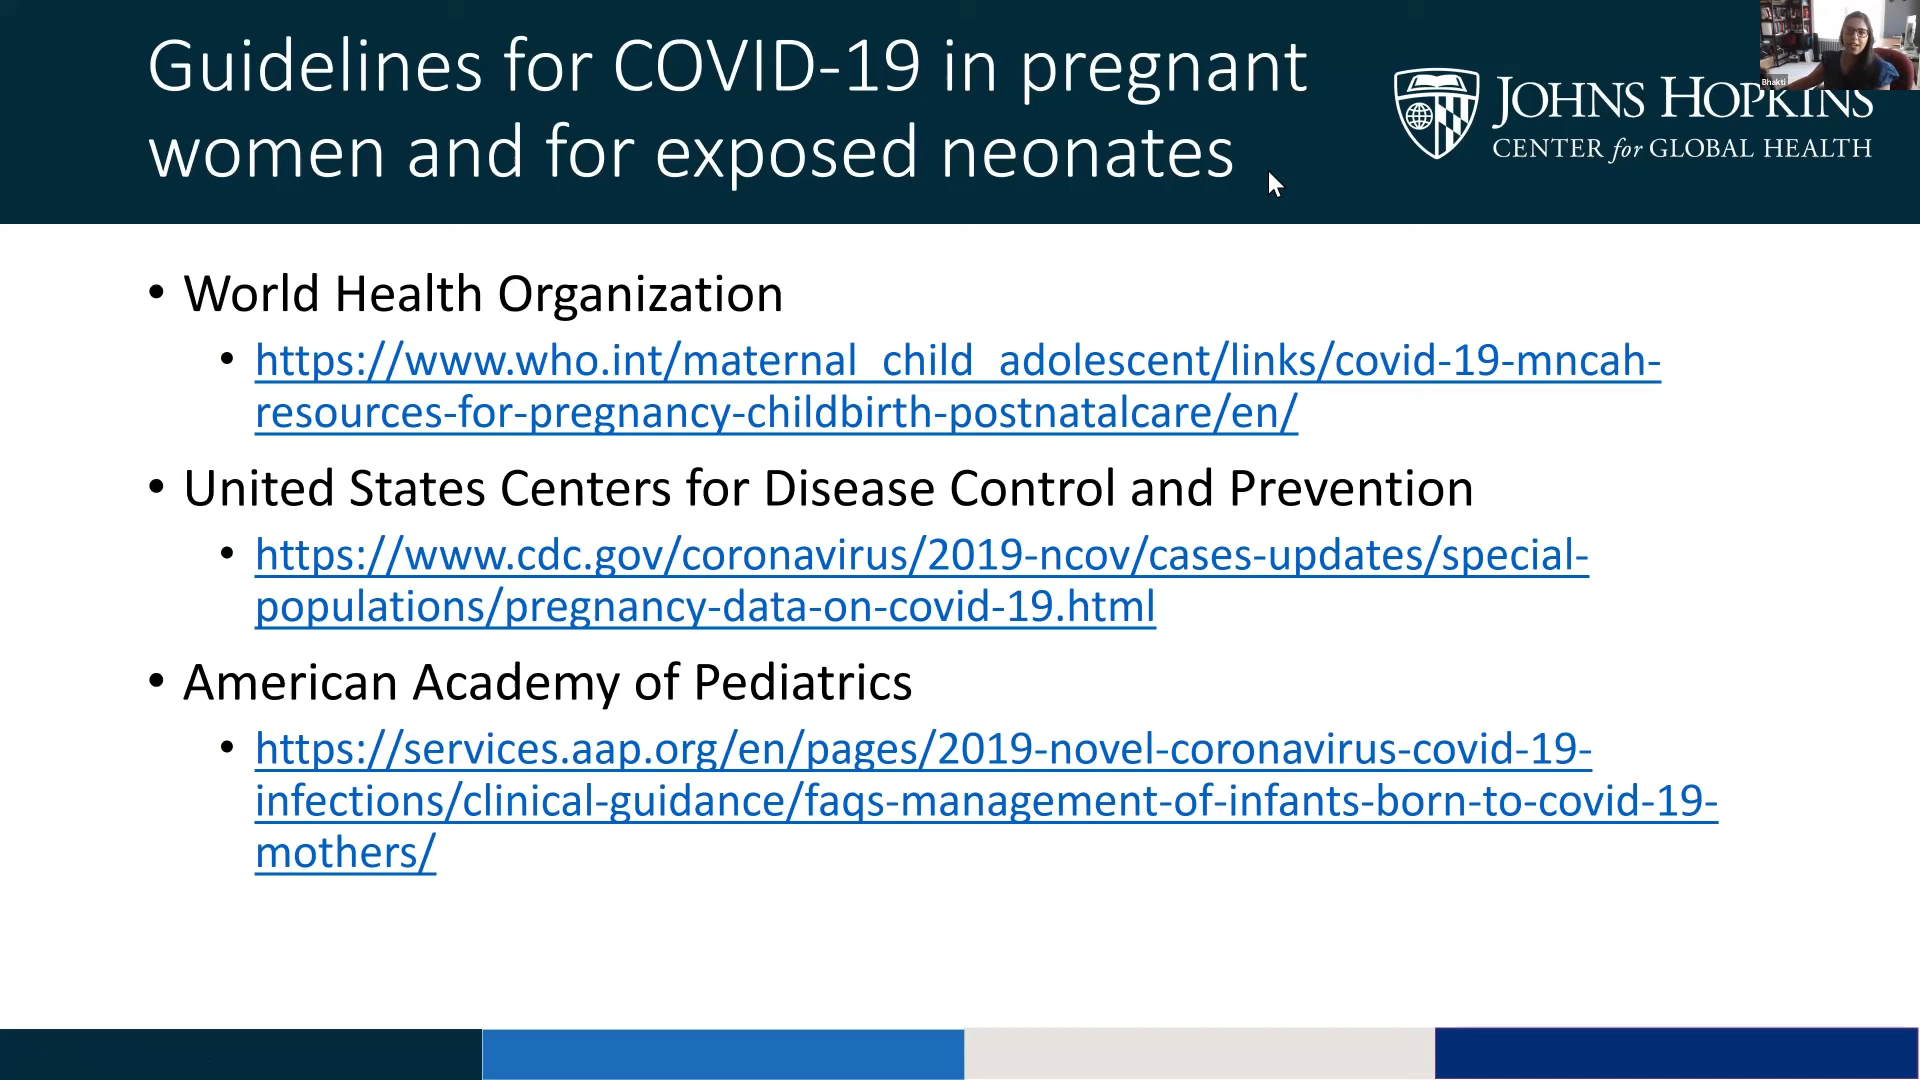 Guidelines for COVID-19 in pregnant
women and for exposed neonates
Bhakti
JOHNS HOPKINS
CENTER for GLOBAL HEALTH
• World Health Organization
• https://www.who.int/maternal_child_adolescent/links/covid-19-mncah-
resources-for-pregnancy-childbirth-postnatalcare/en/
• United States Centers for Disease Control and Prevention
• https://www.cdc.gov/coronavirus/2019-ncov/cases-updates/special-
populations/pregnancy-data-on-covid-19.html
• American Academy of Pediatrics
• https://services.aap.org/en/pages/2019-novel-coronavirus-covid-19-
infections/clinical-guidance/faqs-management-of-infants-born-to-covid-19-
mothers/